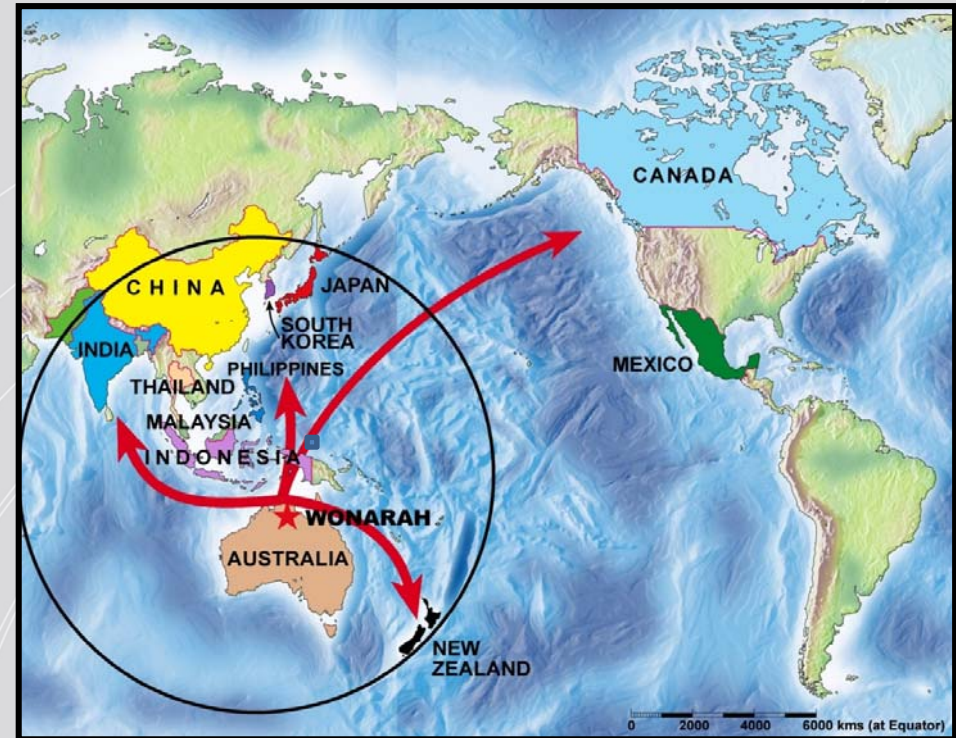 CANADA
CHINA
JAPAN
SOUTH
KOREA
INDIA
PHILIPPINES
MEXICO
THAILAND
MALAYSIA
INDONESIA
WONARAH
AUSTRALIA
NEW
ZEALAND
0 2000 4000 6000 kms (at Equator)